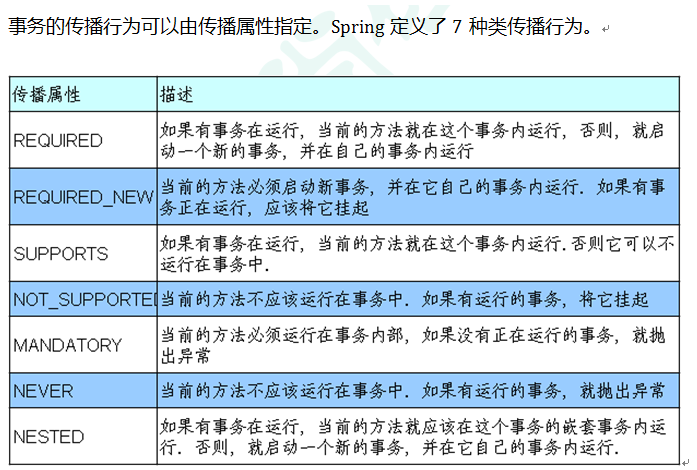 事务的传播行为可以由传播属性指定。Spring 定义了 7 种类传播行为。
传播属性 描述
REQUIRED 如果有事务在运行, 当前的方法就在这个事务内运行, 否则, 就启
动一个新的事务, 并在自己的事务内运行
REQUIRED_NEW 当前的方法必须启动新事务, 并在它自己的事务内运行. 如果有事
务正在运行, 应该将它挂起
SUPPORTS 如果有事务在运行, 当前的方法就在这个事务内运行. 否则它可以不
运行在事务中.
NOT_SUPPORTED 当前的方法不应该运行在事务中. 如果有运行的事务, 将它挂起
MANDATORY 当前的方法必须运行在事务内部, 如果没有正在运行的事务, 就抛
出异常
NEVER 当前的方法不应该运行在事务中. 如果有运行的事务, 就抛出异常
NESTED 如果有事务在运行, 当前的方法就应该在这个事务的嵌套事务内运
行. 否则, 就启动一个新的事务, 并在它自己的事务内运行.